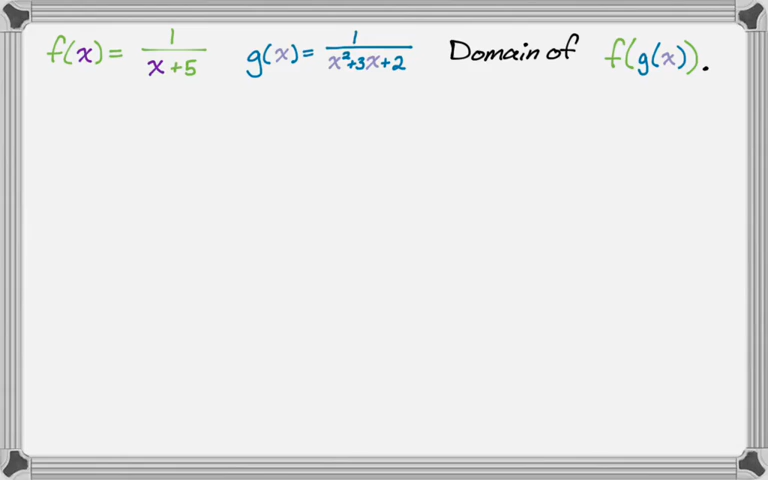 f(x) = 1/(x+5) g(x) = 1/(x²+3x+2) Domain of f(g(x)).